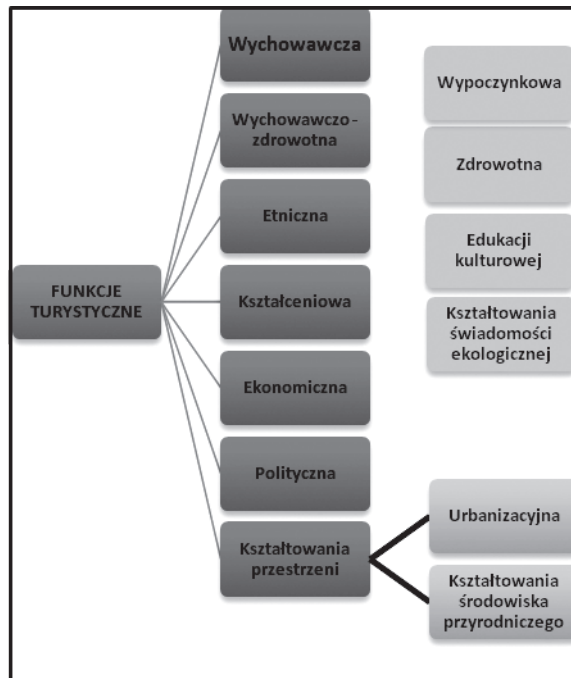 FUNKCJE
TURYSTYCZNE
Wychowawcza
Wychowawczo-
zdrowotna
Etniczna
Kształceniowa
Ekonomiczna
Polityczna
Kształtowania
przestrzeni
Wypoczynkowa
Zdrowotna
Edukacji
kulturowej
Kształtowania
świadomości
ekologicznej
Urbanizacyjna
Kształtowania
środowiska
przyrodniczego